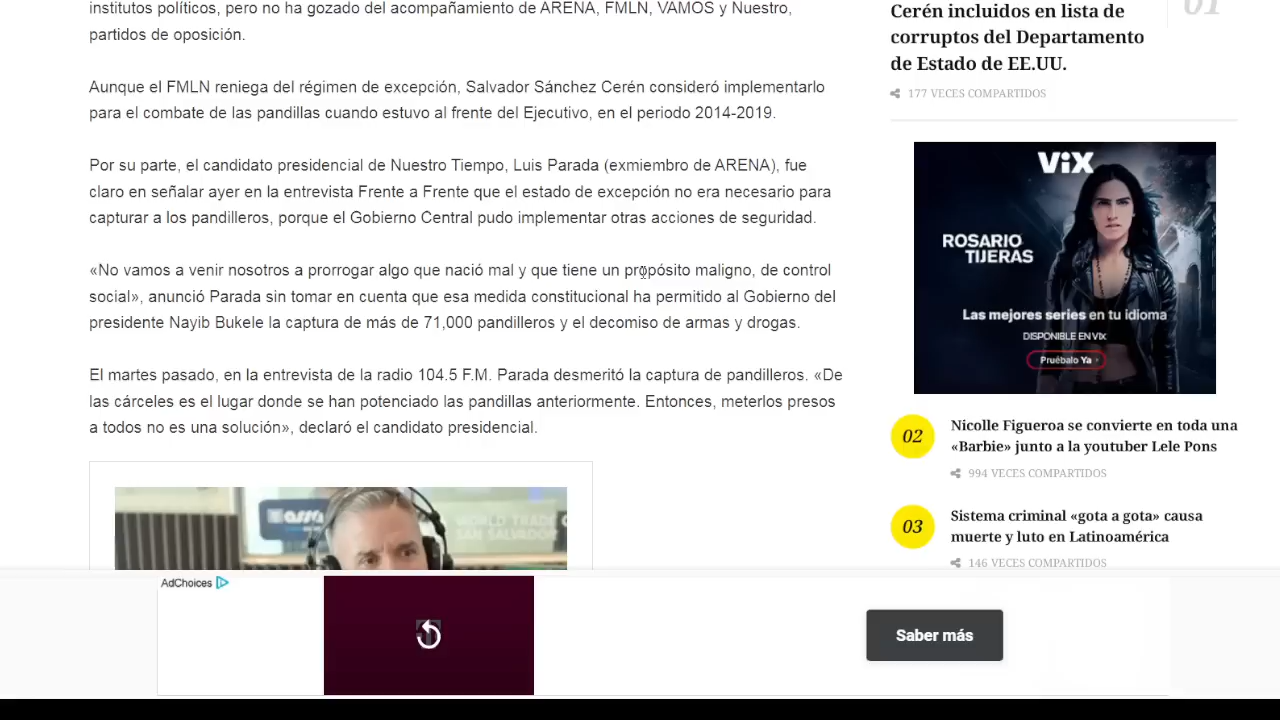 institutos políticos, pero no ha gozado del acompañamiento de ARENA, FMLN, VAMOS y Nuestro,
partidos de oposición.
Aunque el FMLN reniega del régimen de excepción, Salvador Sánchez Cerén consideró implementarlo
para el combate de las pandillas cuando estuvo al frente del Ejecutivo, en el periodo 2014-2019.
Por su parte, el candidato presidencial de Nuestro Tiempo, Luis Parada (exmiembro de ARENA), fue
claro en señalar ayer en la entrevista Frente a Frente que el estado de excepción no era necesario para
capturar a los pandilleros, porque el Gobierno Central pudo implementar otras acciones de seguridad.
«No vamos a venir nosotros a prorrogar algo que nació mal y que tiene un propósito maligno, de control
social», anunció Parada sin tomar en cuenta que esa medida constitucional ha permitido al Gobierno del
presidente Nayib Bukele la captura de más de 71,000 pandilleros y el decomiso de armas y drogas.
El martes pasado, en la entrevista de la radio 104.5 F.M. Parada desmeritó la captura de pandilleros. «De
las cárceles es el lugar donde se han potenciado las pandillas anteriormente. Entonces, meterlos presos
a todos no es una solución», declaró el candidato presidencial.
WORLD TRADE C
SAN SALVADOR
Cerén incluidos en lista de
corruptos del Departamento
de Estado de EE.UU.
01
177 VECES COMPARTIDOS
ViX
ROSARIO
TIJERAS
Las mejores series en tu idioma
DISPONIBLE EN VIX
Pruébalo Ya
02
Nicolle Figueroa se convierte en toda una
«Barbie» junto a la youtuber Lele Pons
994 VECES COMPARTIDOS
03
Sistema criminal «gota a gota» causa
muerte y luto en Latinoamérica
146 VECES COMPARTIDOS
AdChoices
Saber más